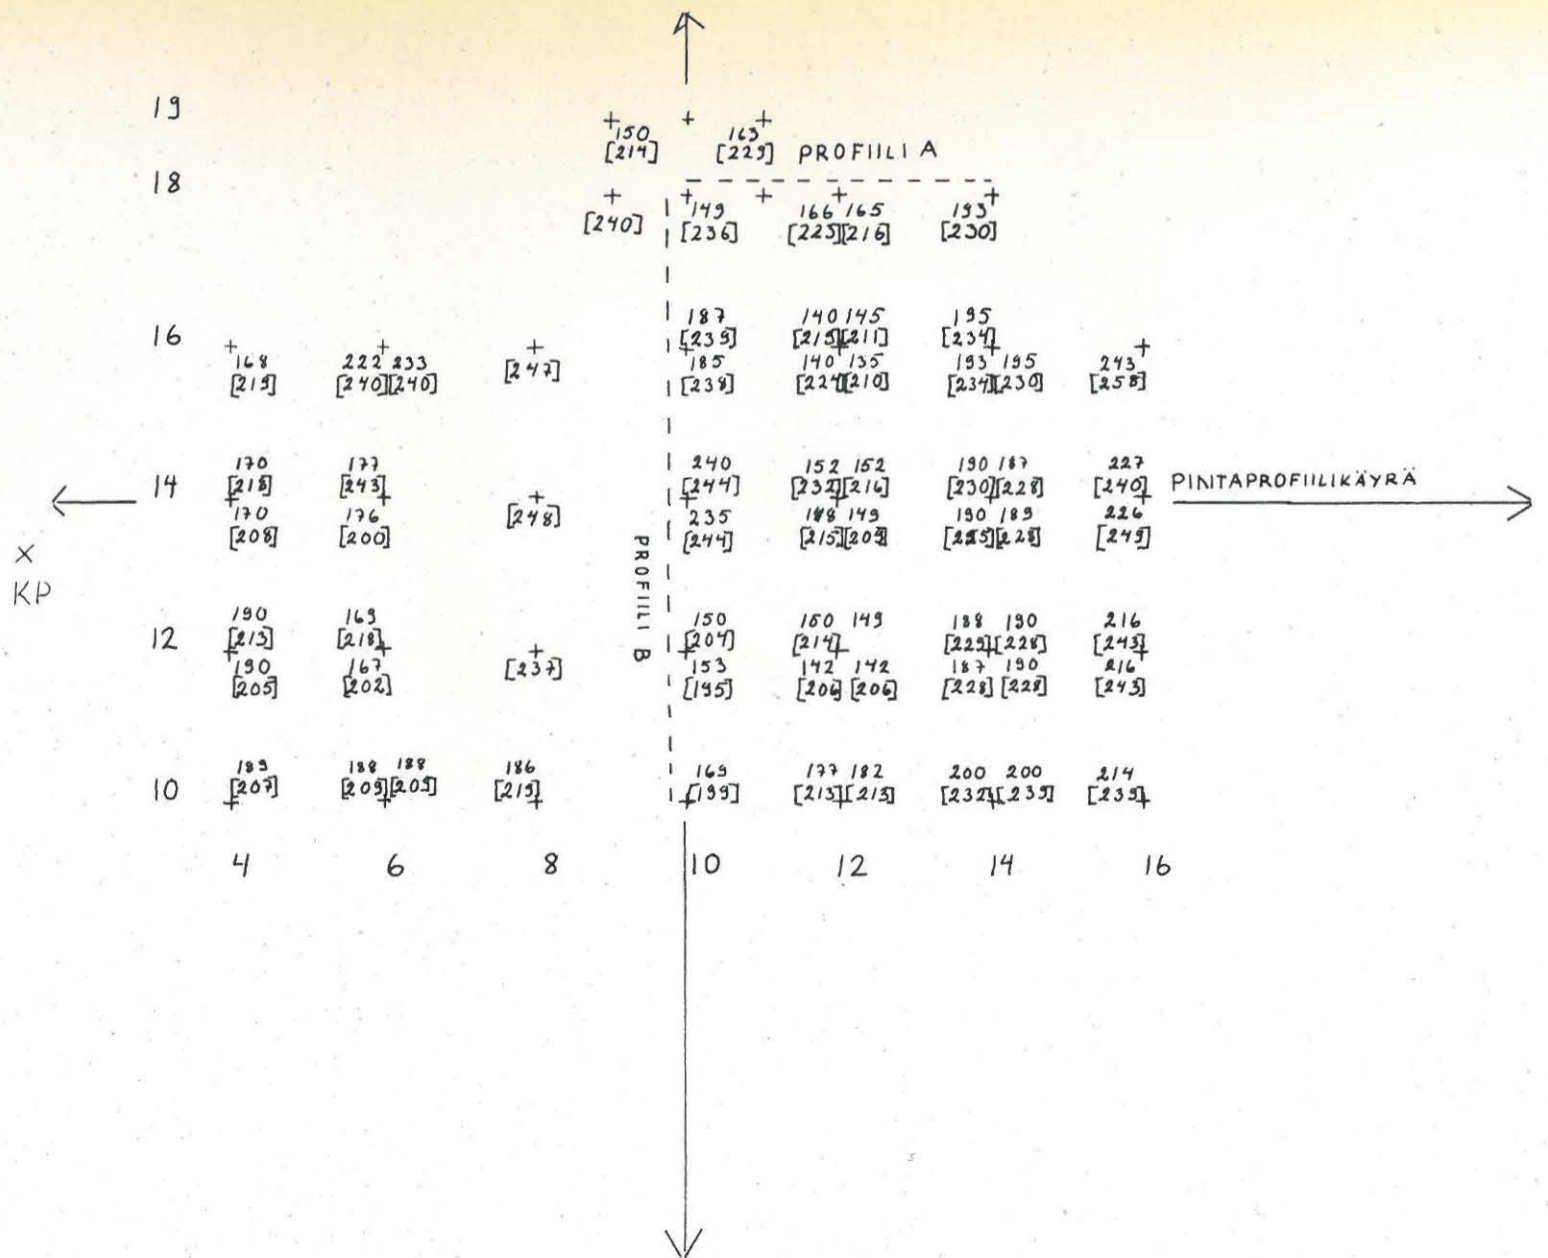 19
150 163
[214] [229] PROFIILI A
18
149 166 165 193
[240] [236] [223] [216] [230]
187 140 145 195
16 [239] [215] [211] [234]
168 222 233 185 140 135 193 195 243
[219] [240] [240] [247] [238] [224] [210] [234] [230] [258]
170 177 240 152 152 190 187 227
14 [218] [243] [244] [232] [216] [230] [228] [240] PINTAPROFIILIKÄYRÄ
170 176 [248] 235 149 190 189 226
[208] [200] [244] [215] [209] [228] [249]
X
KP
PROFIILI B
190 169 150 149 188 190 216
12 [213] [218] [204] [214] [229] [228] [243]
190 167 [237] 153 142 142 187 190 216
[205] [202] [195] [206] [206] [228] [228] [243]
189 188 188 186 169 177 182 200 200 214
10 [207] [209] [209] [219] [199] [213] [213] [232] [239] [239]
4 6 8 10 12 14 16